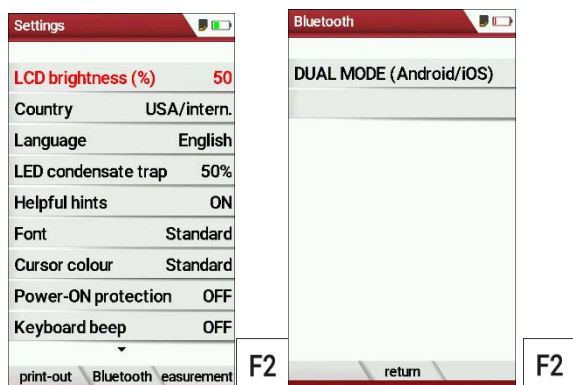 Settings
LCD brightness (%) 50
Country USA/intern.
Language English
LED condensate trap 50%
Helpful hints ON
Font Standard
Cursor colour Standard
Power-ON protection OFF
Keyboard beep OFF
print-out Bluetooth easurement
F2
Bluetooth
DUAL MODE (Android/iOS)
return
F2